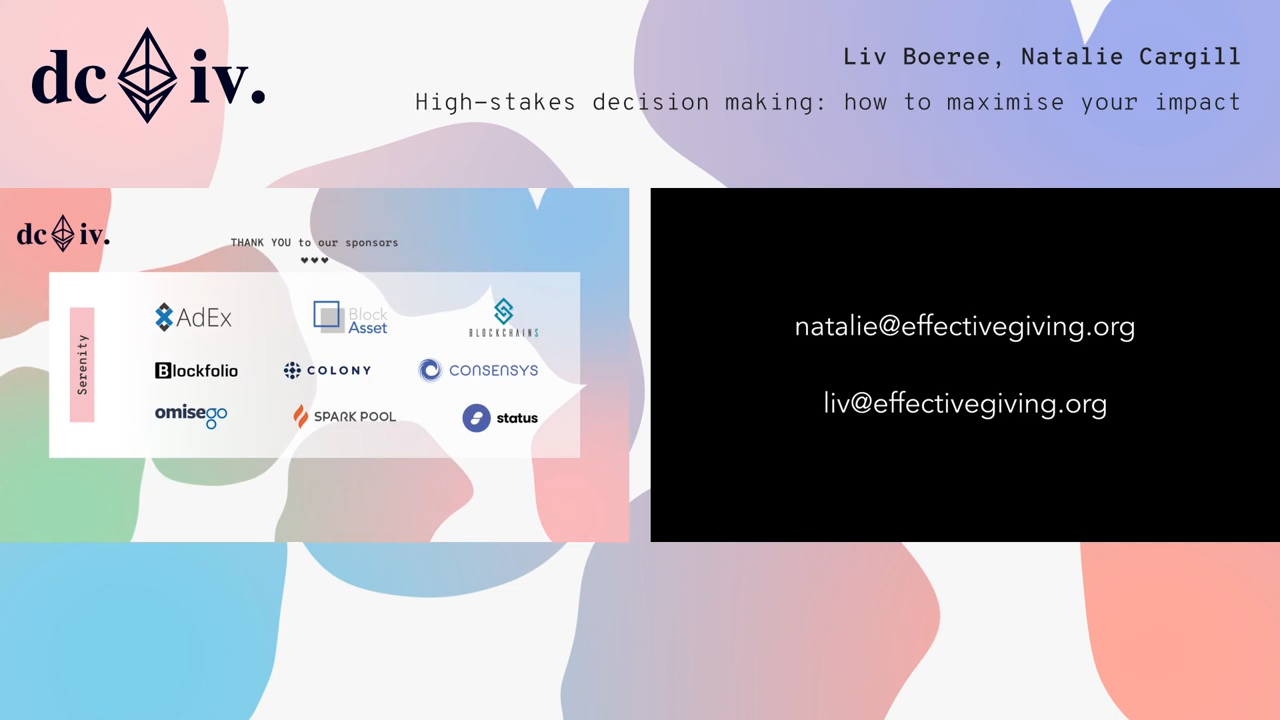 dc iv.
Liv Boeree, Natalie Cargill
High-stakes decision making: how to maximise your impact
dc iv.
THANK YOU to our sponsors
Serenity
AdEx
Block
Asset
BLOCKCHAINS
Blockfolio
COLONY
CONSENSYS
omisego
SPARK POOL
status
natalie@effectivegiving.org
liv@effectivegiving.org